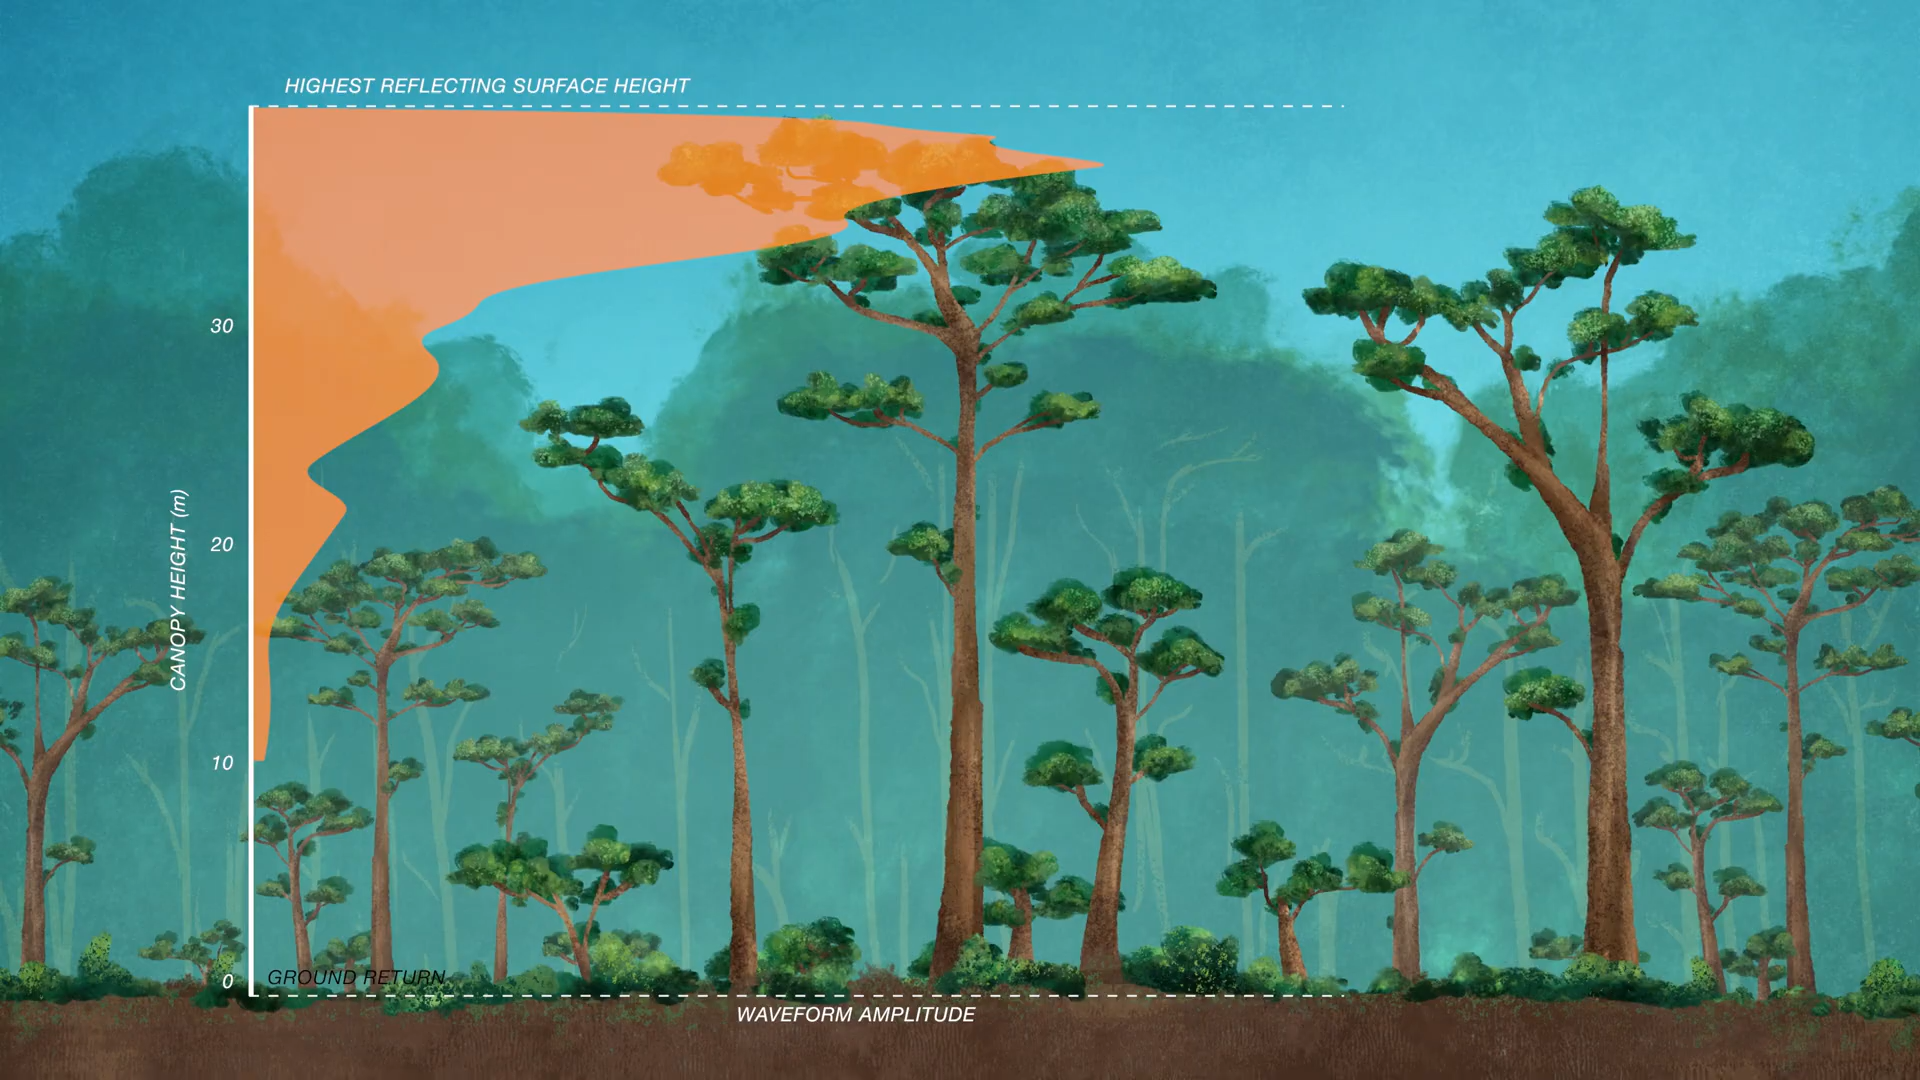 HIGHEST REFLECTING SURFACE HEIGHT
30
20
CANOPY HEIGHT (m)
10
0
GROUND RETURN
WAVEFORM AMPLITUDE